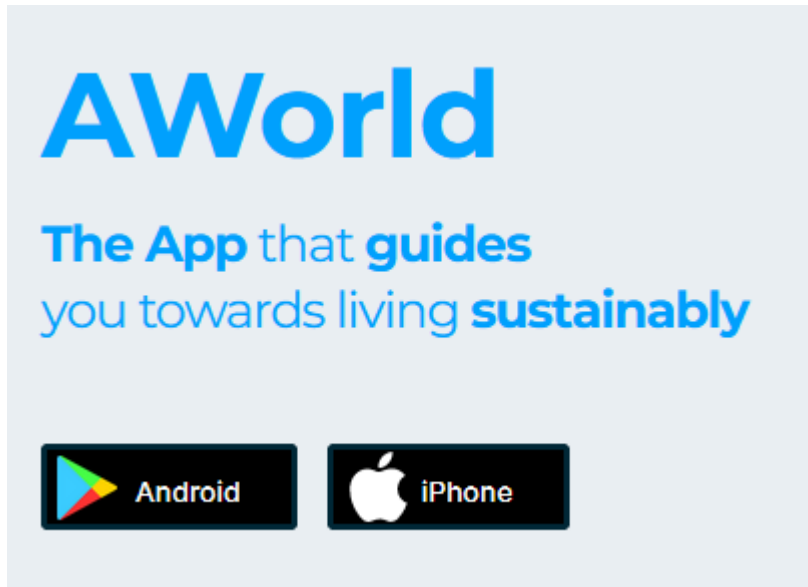 AWorld
The App that guides
you towards living sustainably
Android
iPhone